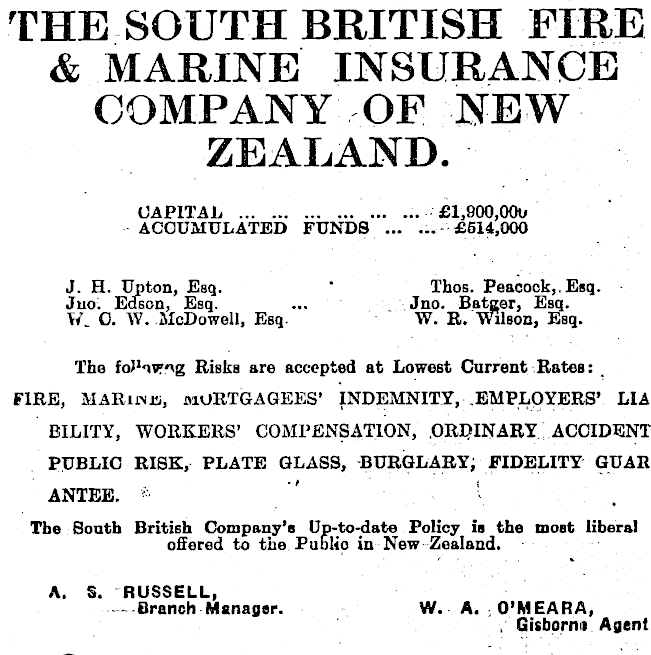 THE SOUTH BRITISH FIRE
& MARINE INSURANCE
COMPANY OF NEW
ZEALAND.
CAPITAL ... ... ... ... ... ... £1,900,000
ACCUMULATED FUNDS ... ... £514,000
J. H. Upton, Esq. Thos. Peacock, Esq.
Jno. Edson, Esq. ... Jno. Batger, Esq.
W. C. W. McDowell, Esq. W. R. Wilson, Esq.
The following Risks are accepted at Lowest Current Rates:
FIRE, MARINE, MORTGAGEES' INDEMNITY, EMPLOYERS' LIA
BILITY, WORKERS' COMPENSATION, ORDINARY ACCIDENT
PUBLIC RISK, PLATE GLASS, BURGLARY, FIDELITY GUAR
ANTEE.
The South British Company's Up-to-date Policy is the most liberal
offered to the Public in New Zealand.
A. S. RUSSELL,
Branch Manager.
W. A. O'MEARA,
Gisborne Agent